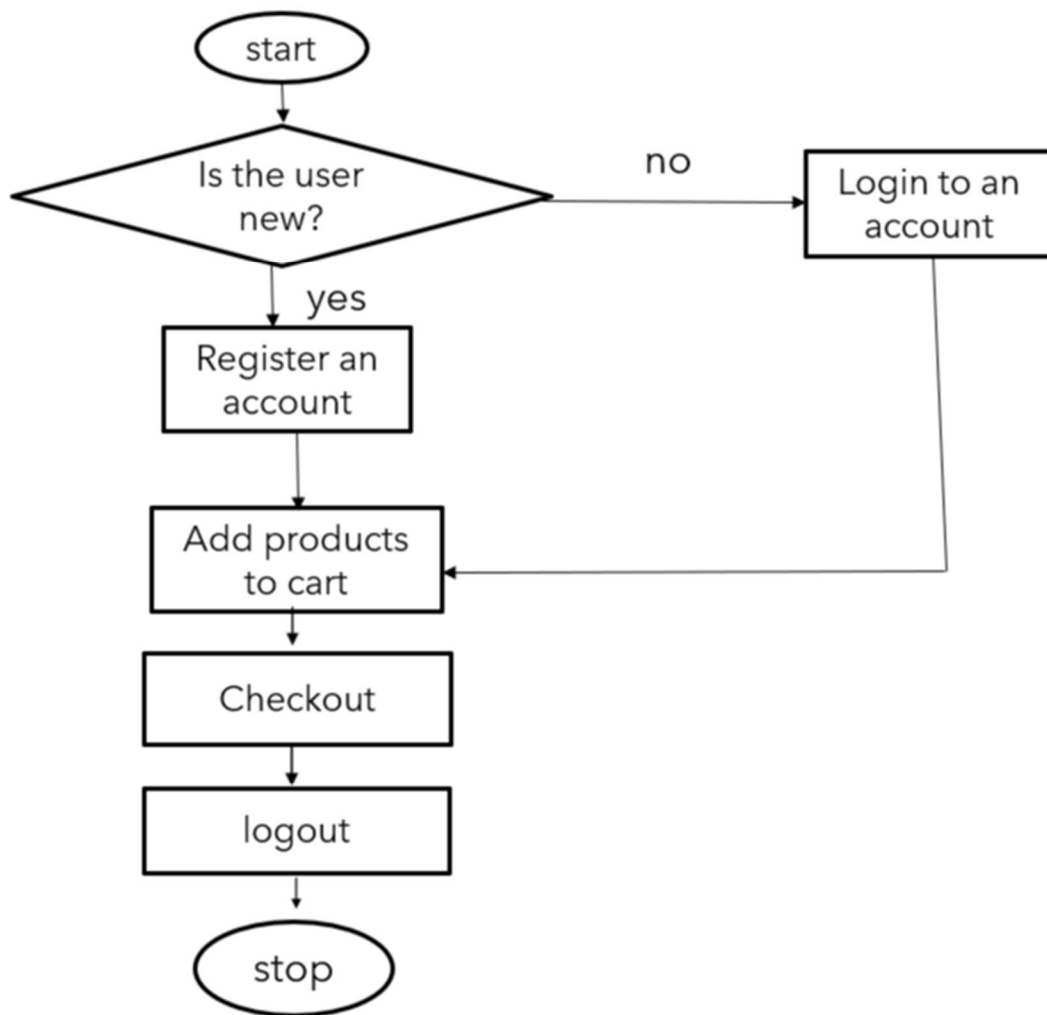 start
Is the user
new?
no
Login to an
account
yes
Register an
account
Add products
to cart
Checkout
logout
stop